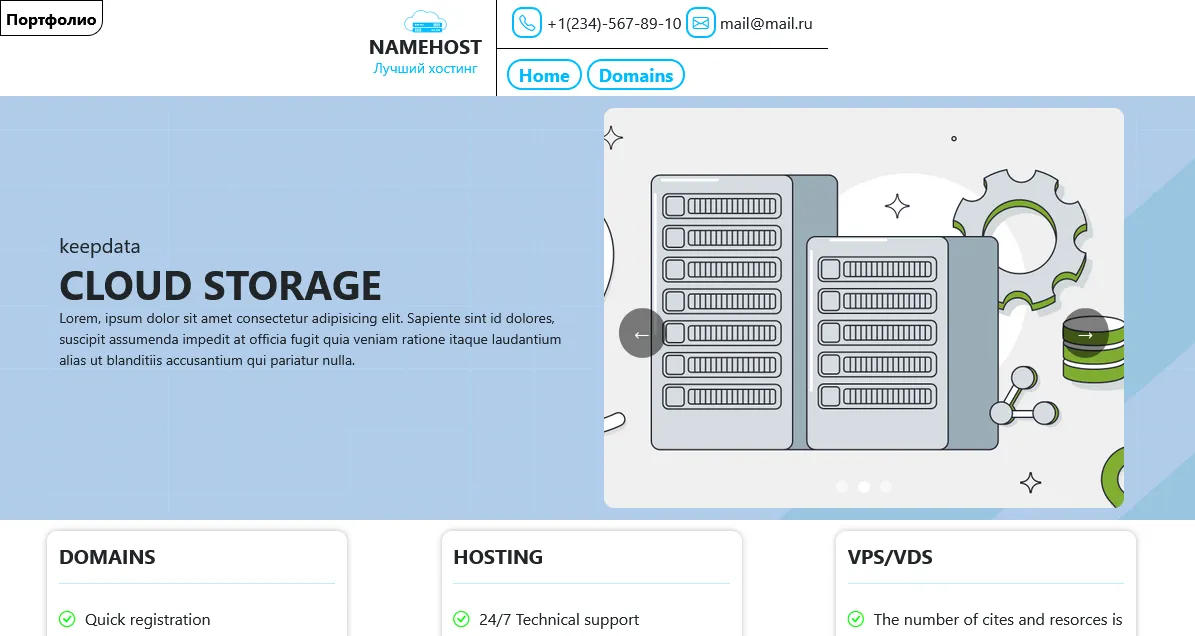 Портфолио
NAMEHOST
Лучший хостинг
+1(234)-567-89-10 mail@mail.ru
Home Domains
keepdata
CLOUD STORAGE
Lorem, ipsum dolor sit amet consectetur adipisicing elit. Sapiente sint id dolores,
suscipit assumenda impedit at officia fugit quia veniam ratione itaque laudantium
alias ut blanditiis accusantium qui pariatur nulla.
← →
DOMAINS
Quick registration
HOSTING
24/7 Technical support
VPS/VDS
The number of cites and resorces is